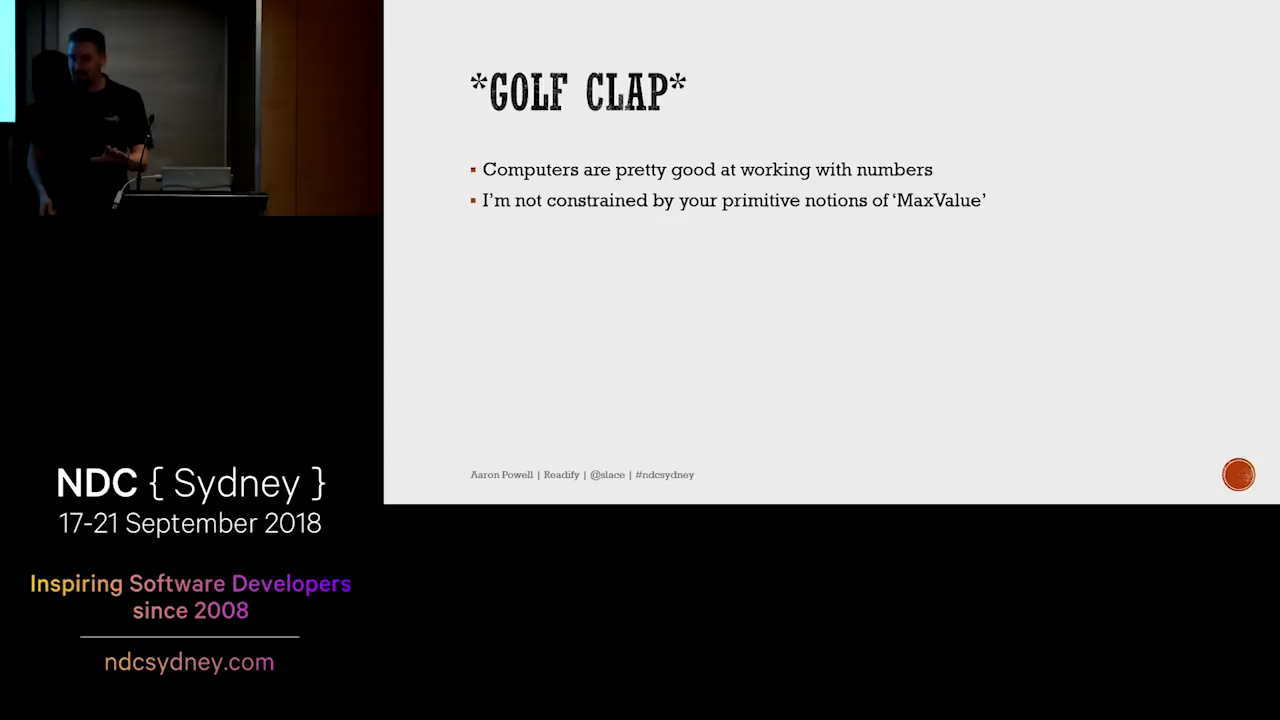 *GOLF CLAP*
Computers are pretty good at working with numbers
I'm not constrained by your primitive notions of 'MaxValue'
Aaron Powell | Readify | @slace | #ndcsydney
NDC { Sydney }
17-21 September 2018
Inspiring Software Developers
since 2008
ndcsydney.com